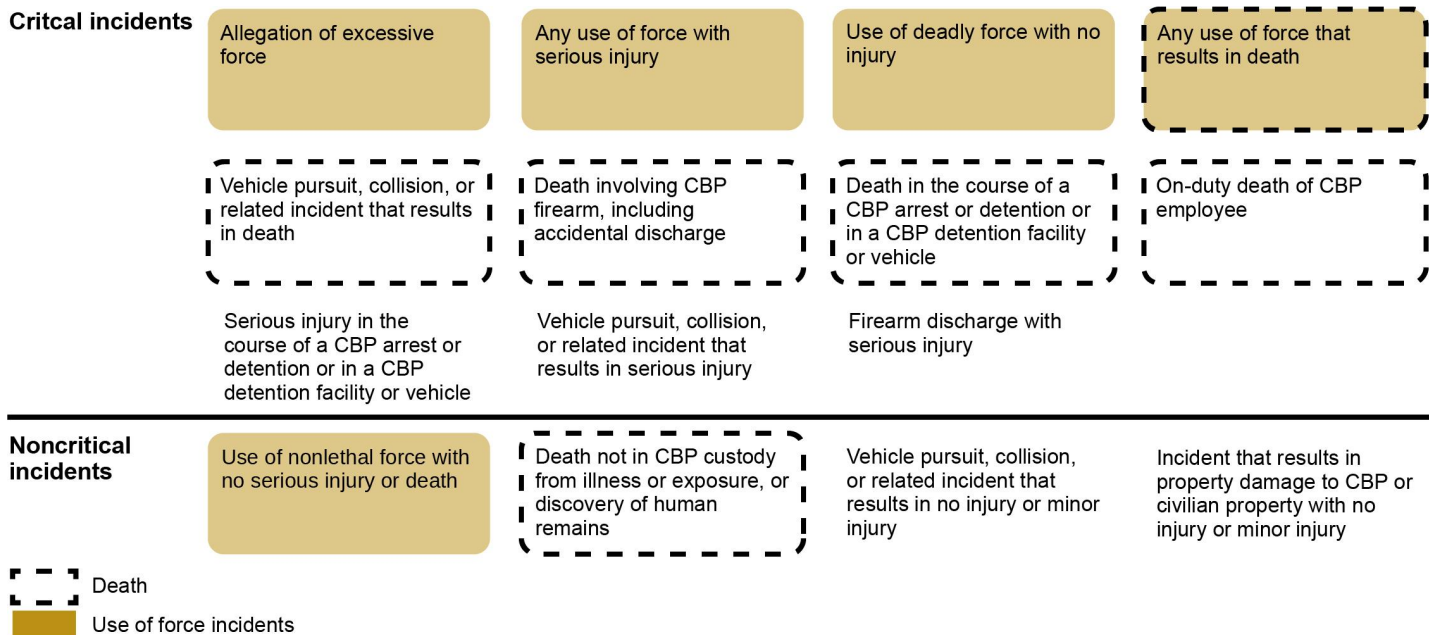 Critcal incidents
Allegation of excessive
force
Any use of force with
serious injury
Use of deadly force with no
injury
Any use of force that
results in death
Vehicle pursuit, collision, or
related incident that results
in death
Death involving CBP
firearm, including
accidental discharge
Death in the course of a
CBP arrest or detention or
in a CBP detention facility
or vehicle
On-duty death of CBP
employee
Serious injury in the
course of a CBP arrest or
detention or in a CBP
detention facility or vehicle
Vehicle pursuit, collision,
or related incident that
results in serious injury
Firearm discharge with
serious injury
Noncritical
incidents
Use of nonlethal force with
no serious injury or death
Death not in CBP custody
from illness or exposure, or
discovery of human
remains
Vehicle pursuit, collision,
or related incident that
results in no injury or minor
injury
Incident that results in
property damage to CBP or
civilian property with no
injury or minor injury
Death
Use of force incidents